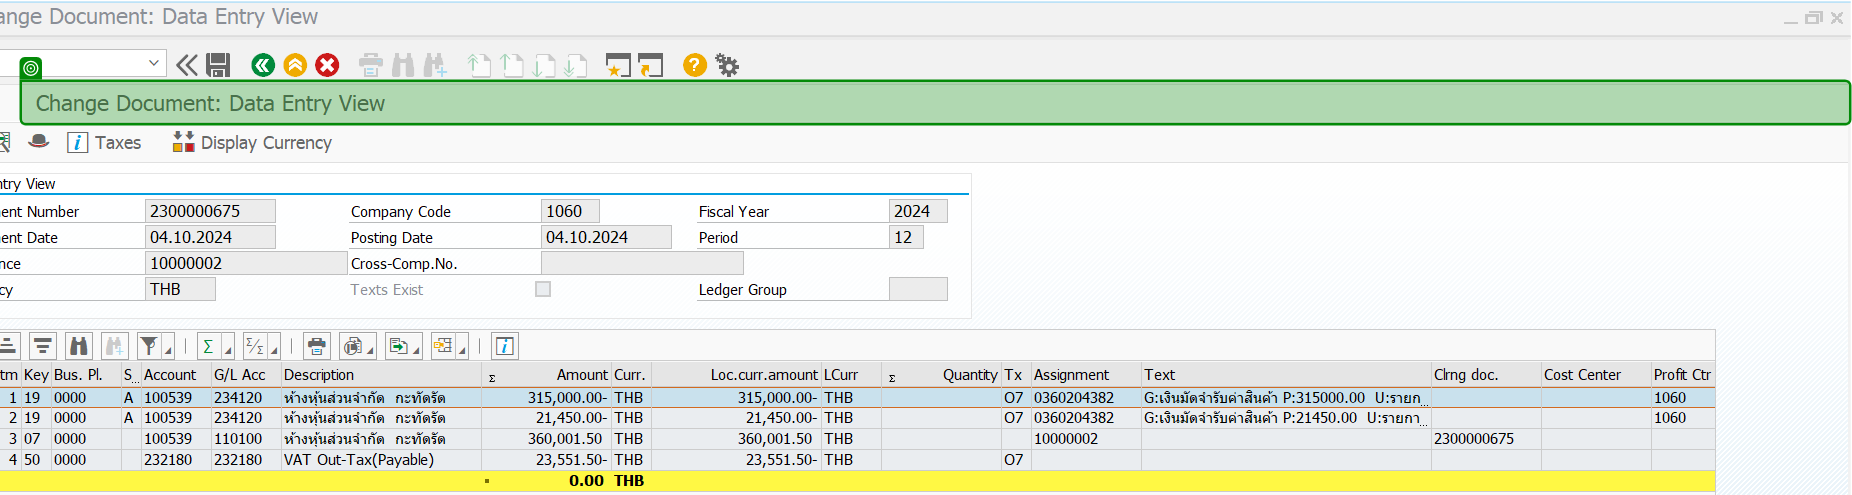 ange Document: Data Entry View
Change Document: Data Entry View
Taxes Display Currency
ntry View
ent Number 2300000675 Company Code 1060 Fiscal Year 2024
ent Date 04.10.2024 Posting Date 04.10.2024 Period 12
nce 10000002 Cross-Comp.No.
cy THB Texts Exist Ledger Group
tm Key Bus. Pl. S... Account G/L Acc Description Σ Amount Curr. Loc.curr.amount LCurr Σ Quantity Tx Assignment Text Clrng doc. Cost Center Profit Ctr
1 19 0000 A 100539 234120 ห้างหุ้นส่วนจำกัด กะทัดรัด 315,000.00- THB 315,000.00- THB O7 0360204382 G:เงินมัดจำรับค่าสินค้า P:315000.00 U:รายก... 1060
2 19 0000 A 100539 234120 ห้างหุ้นส่วนจำกัด กะทัดรัด 21,450.00- THB 21,450.00- THB O7 0360204382 G:เงินมัดจำรับค่าสินค้า P:21450.00 U:รายกา... 1060
3 07 0000 100539 110100 ห้างหุ้นส่วนจำกัด กะทัดรัด 360,001.50 THB 360,001.50 THB 10000002 2300000675
4 50 0000 232180 232180 VAT Out-Tax(Payable) 23,551.50- THB 23,551.50- THB O7
0.00 THB